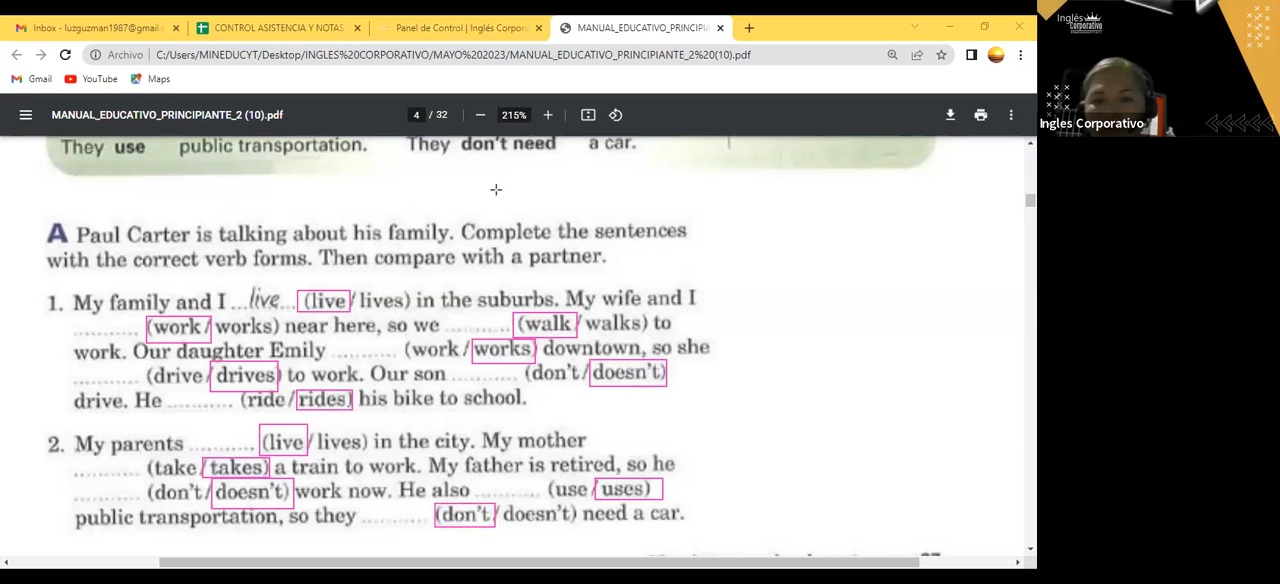 Inbox - luzguzman1987@gmail.c
CONTROL ASISTENCIA Y NOTAS
Panel de Control | Inglés Corporat
MANUAL_EDUCATIVO_PRINCIPIA
Archivo
C:/Users/MINEDUCYT/Desktop/INGLES%20CORPORATIVO/MAYO%202023/MANUAL_EDUCATIVO_PRINCIPIANTE_2%20(10).pdf
Gmail YouTube Maps
MANUAL_EDUCATIVO_PRINCIPIANTE_2 (10).pdf
4 / 32
215%
They use public transportation. They don't need a car.
A Paul Carter is talking about his family. Complete the sentences
with the correct verb forms. Then compare with a partner.
1. My family and I ...live... (live/lives) in the suburbs. My wife and I
.......... (work/works) near here, so we .......... (walk/walks) to
work. Our daughter Emily .......... (work/works) downtown, so she
.......... (drive/drives) to work. Our son .......... (don't/doesn't)
drive. He .......... (ride/rides) his bike to school.
2. My parents .......... (live/lives) in the city. My mother
.......... (take/takes) a train to work. My father is retired, so he
.......... (don't/doesn't) work now. He also .......... (use/uses)
public transportation, so they .......... (don't/doesn't) need a car.
Inglés
Corporativo
Ingles Corporativo